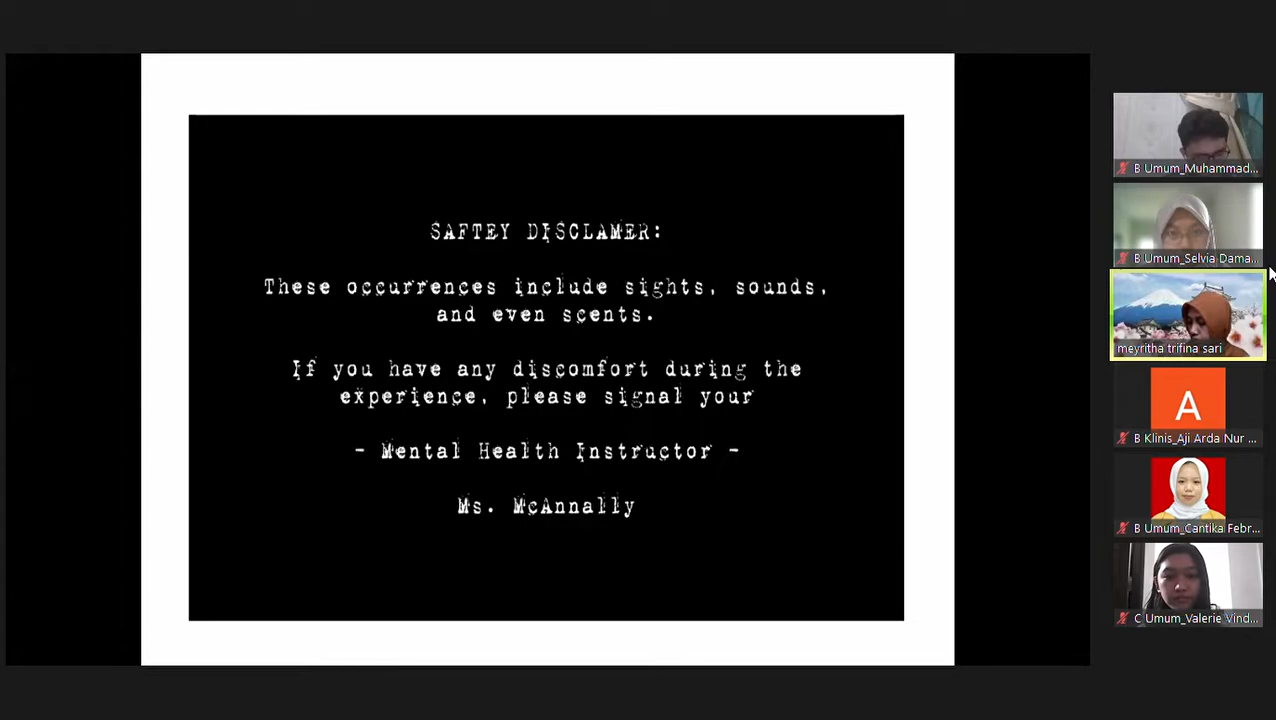 SAFTEY DISCLAMER:
These occurrences include sights, sounds,
and even scents.
If you have any discomfort during the
experience, please signal your
- Mental Health Instructor -
Ms. McAnnally
B Umum_Muhammad...
B Umum_Selvia Dama...
meyritha trifina sari
A
B Klinis_Aji Arda Nur ...
B Umum_Cantika Febr...
C Umum_Valerie Vind...